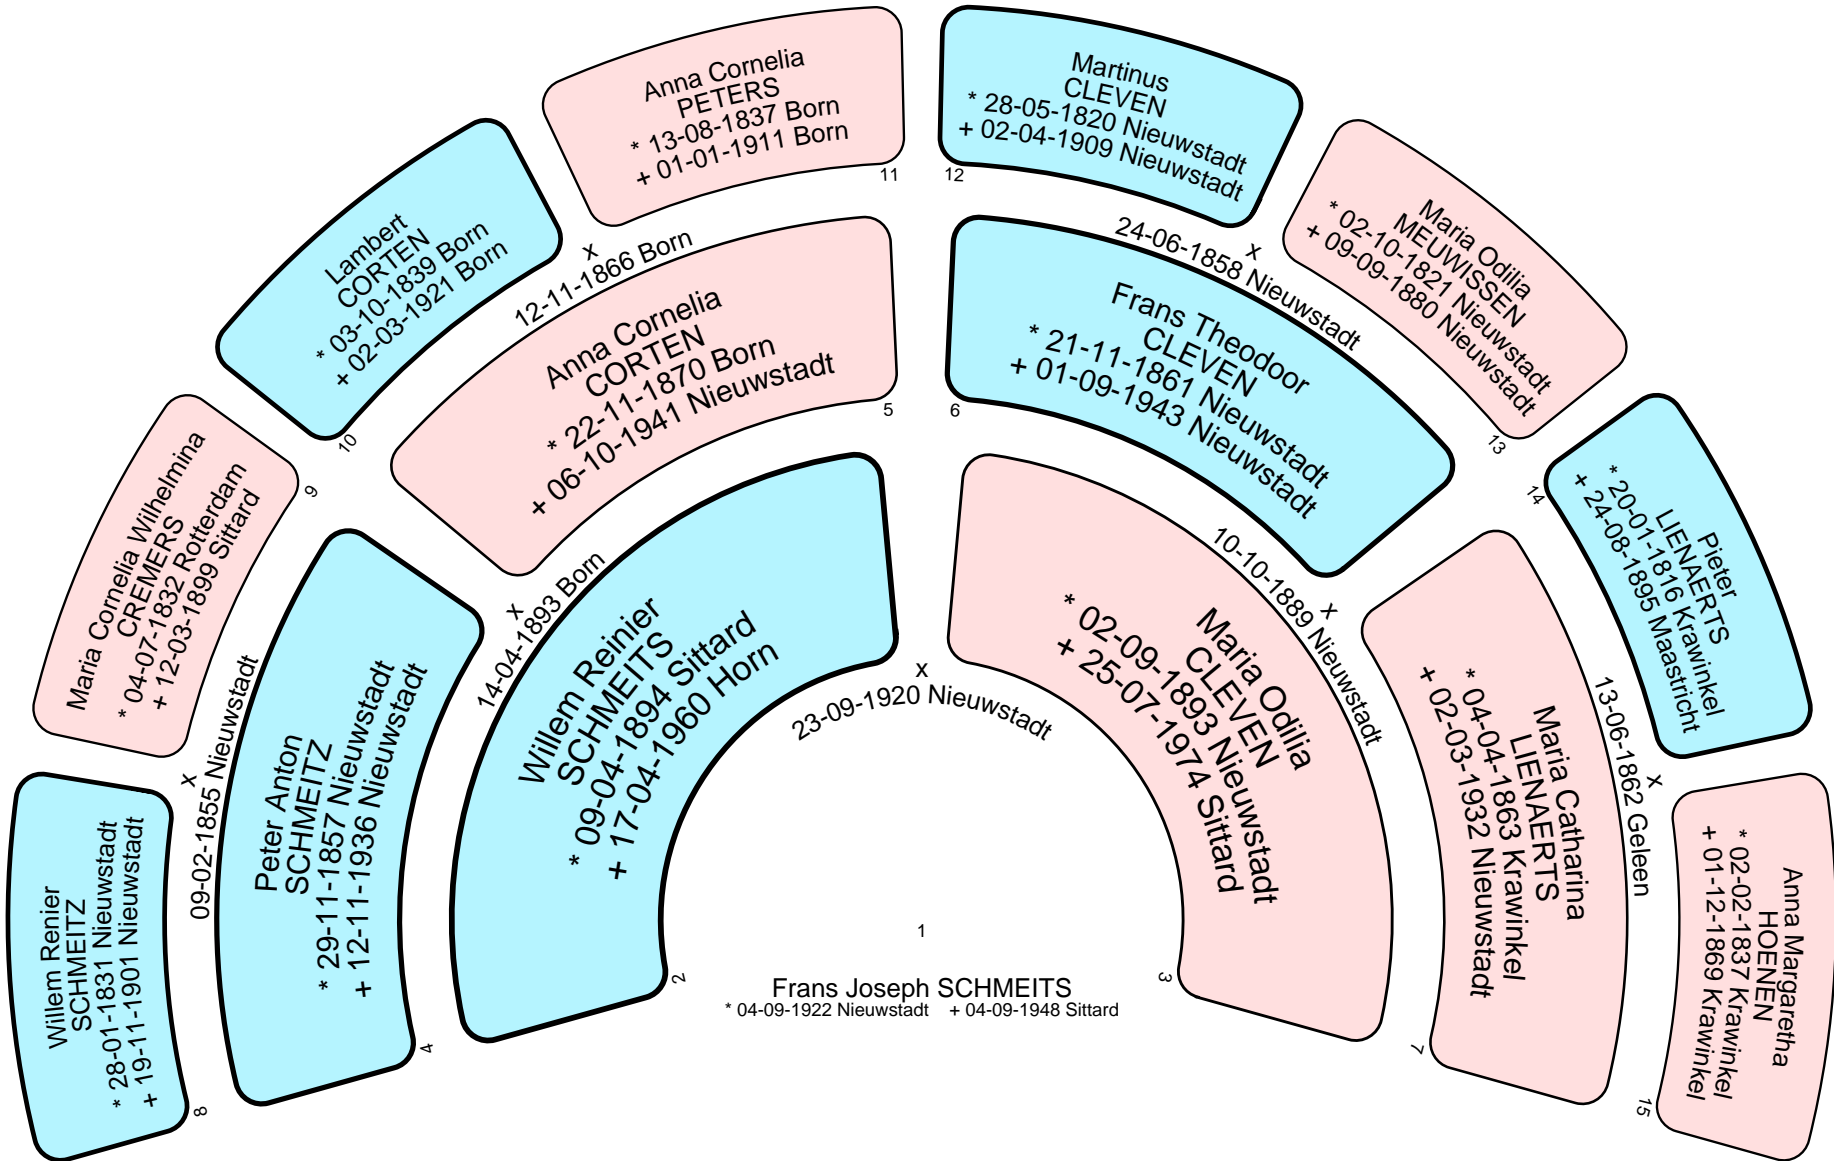 Anna Cornelia
PETERS
* 13-08-1837 Born
+ 01-01-1911 Born
11
Martinus
CLEVEN
* 28-05-1820 Nieuwstadt
+ 02-04-1909 Nieuwstadt
12
Lambert
CORTEN
* 03-10-1839 Born
+ 02-03-1921 Born
10
x
12-11-1866 Born
Maria Odilia
MEUWISSEN
* 02-10-1821 Nieuwstadt
+ 09-09-1880 Nieuwstadt
13
x
24-06-1858 Nieuwstadt
Anna Cornelia
CORTEN
* 22-11-1870 Born
+ 06-10-1941 Nieuwstadt
5
Frans Theodoor
CLEVEN
* 21-11-1861 Nieuwstadt
+ 01-09-1943 Nieuwstadt
6
Maria Cornelia Wilhelmina
CREMERS
* 04-07-1832 Rotterdam
+ 12-03-1899 Sittard
9
Pieter
LIENAERTS
* 20-01-1816 Krawinkel
+ 24-08-1895 Maastricht
14
x
14-04-1893 Born
x
10-10-1889 Nieuwstadt
Willem Reinier
SCHMEITS
* 09-04-1894 Sittard
+ 17-04-1960 Horn
2
Maria Odilia
CLEVEN
* 02-09-1893 Nieuwstadt
+ 25-07-1974 Sittard
3
x
23-09-1920 Nieuwstadt
x
09-02-1855 Nieuwstadt
x
13-06-1862 Geleen
Peter Anton
SCHMEITZ
* 29-11-1857 Nieuwstadt
+ 12-11-1936 Nieuwstadt
4
Maria Catharina
LIENAERTS
* 04-04-1863 Krawinkel
+ 02-03-1932 Nieuwstadt
7
Willem Renier
SCHMEITZ
* 28-01-1831 Nieuwstadt
+ 19-11-1901 Nieuwstadt
8
Anna Margaretha
HOENEN
* 02-02-1837 Krawinkel
+ 01-12-1869 Krawinkel
15
1
Frans Joseph SCHMEITS
* 04-09-1922 Nieuwstadt + 04-09-1948 Sittard